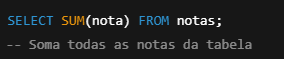 SELECT SUM(nota) FROM notas;
-- Soma todas as notas da tabela